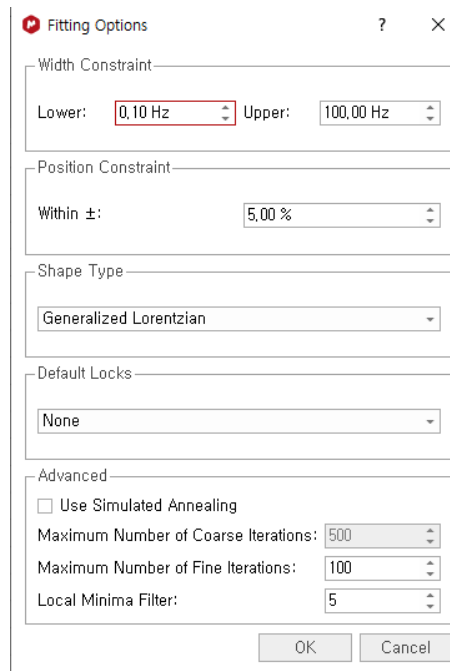 Fitting Options ?
Width Constraint
Lower: 0,10 Hz Upper: 100,00 Hz
Position Constraint
Within ±: 5,00 %
Shape Type
Generalized Lorentzian
Default Locks
None
Advanced
Use Simulated Annealing
Maximum Number of Coarse Iterations: 500
Maximum Number of Fine Iterations: 100
Local Minima Filter: 5
OK Cancel